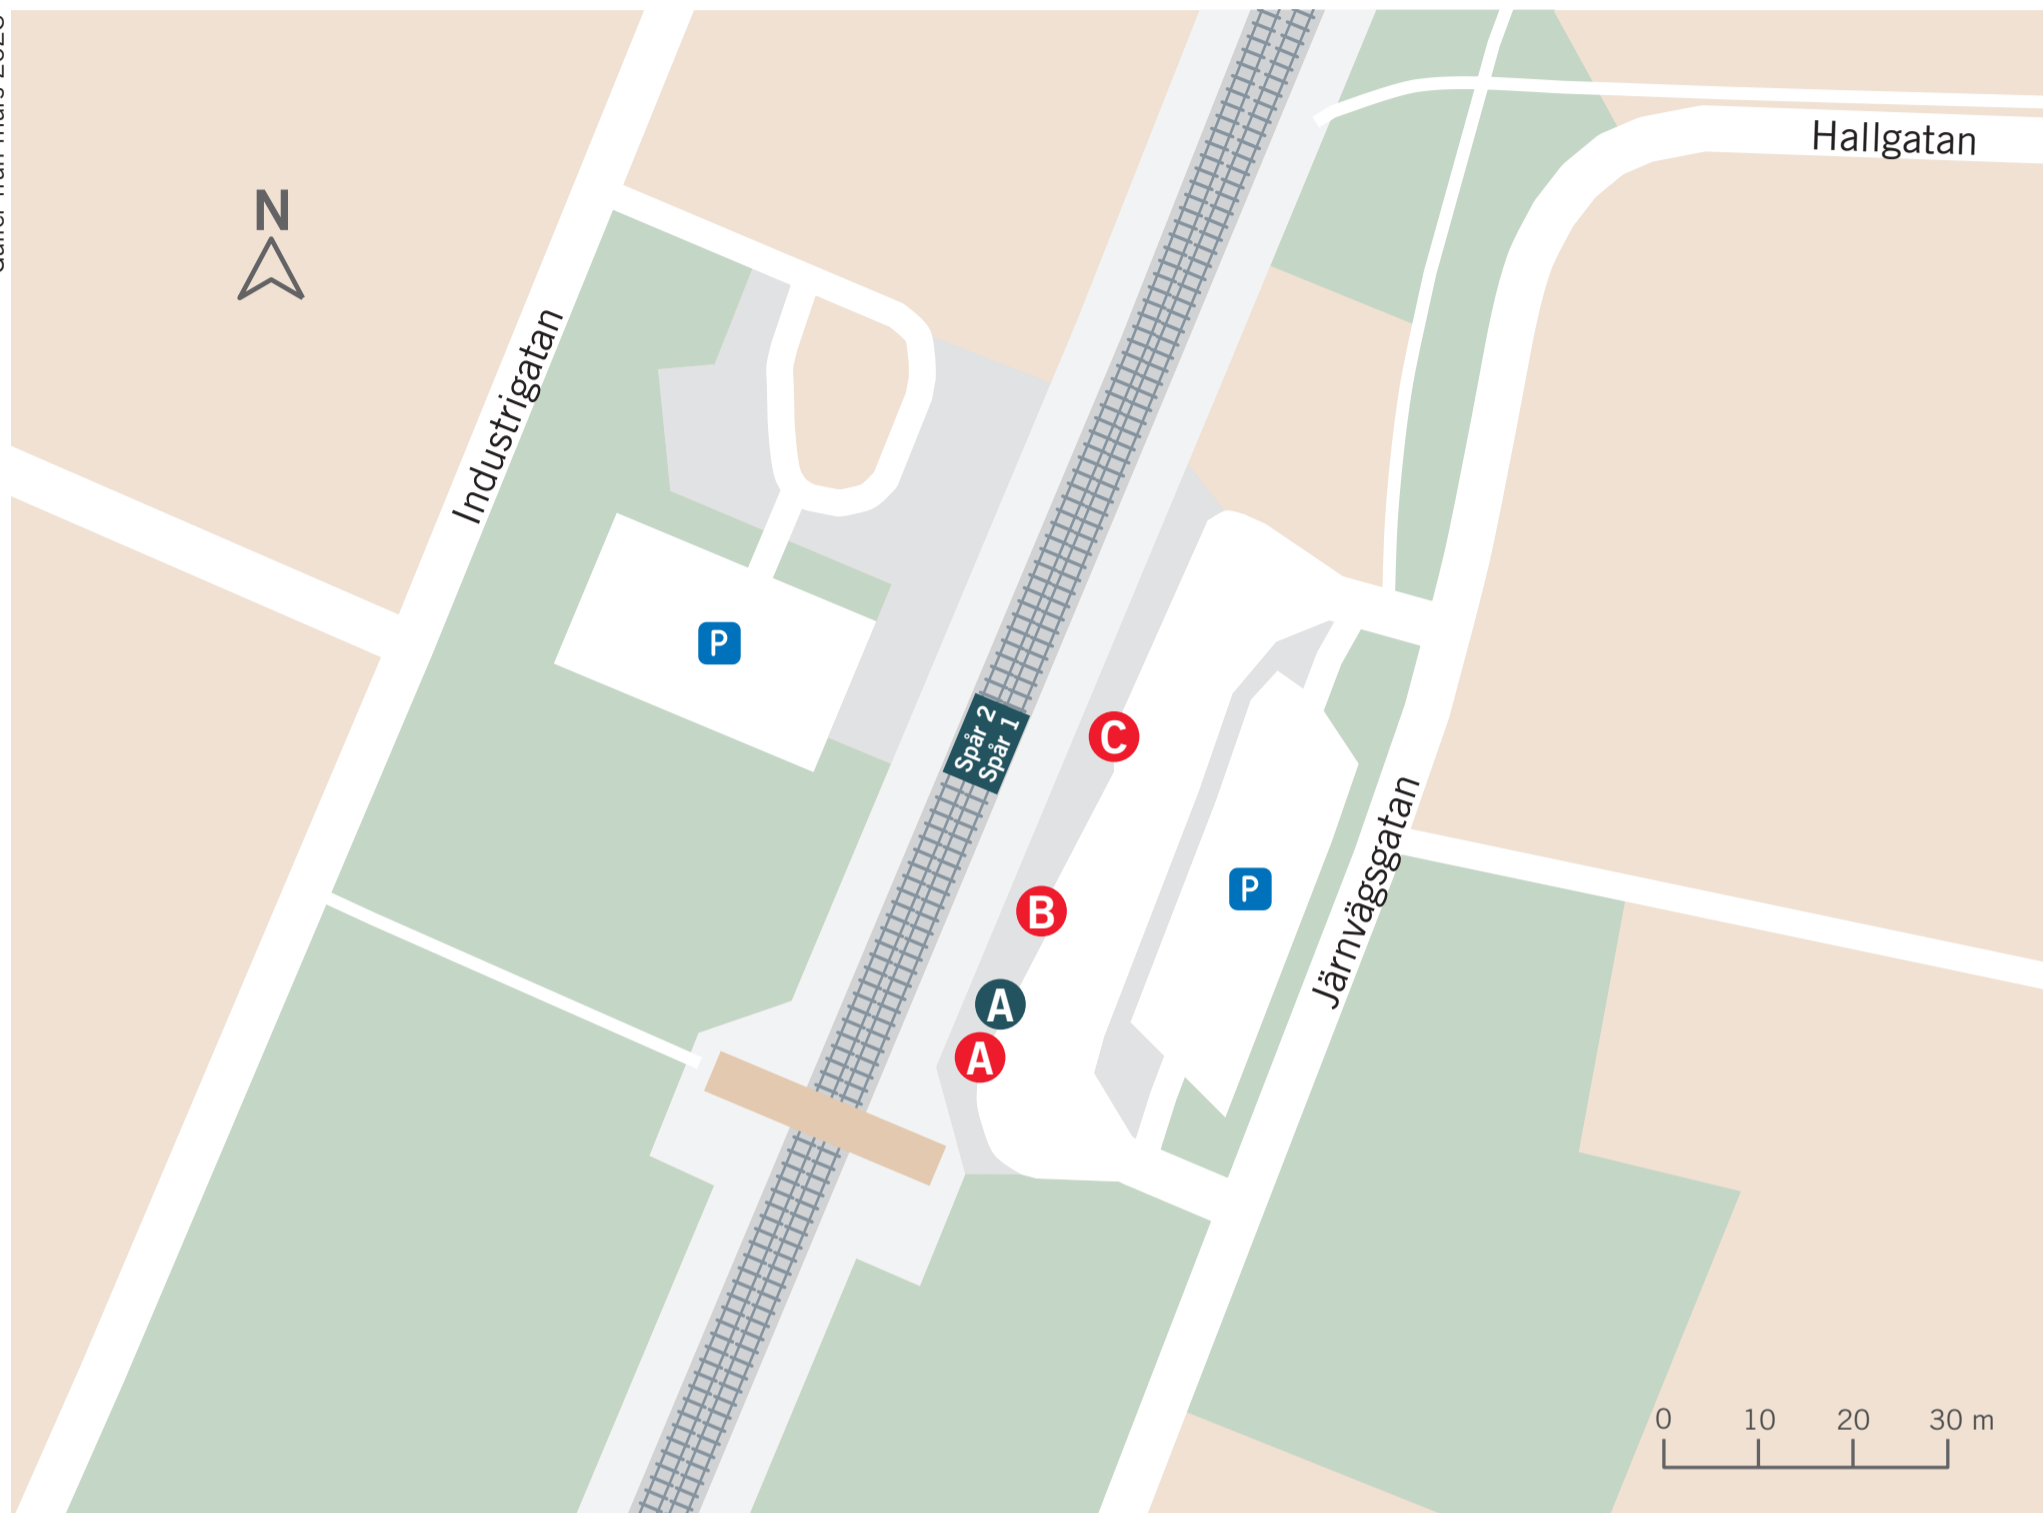 Hallgatan
N
Industrigatan
P
Spår 2
Spår 1
C
Järnvägsgatan
P
B
A
A
0 10 20 30 m